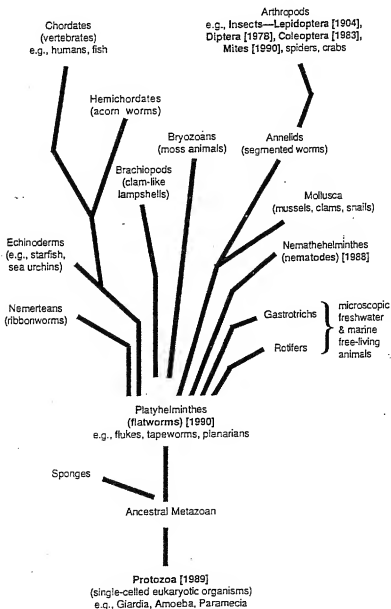 Chordates
(vertebrates)
e.g., humans, fish
Arthropods
e.g., Insects—Lepidoptera [1904],
Diptera [1978], Coleoptera [1983],
Mites [1990], spiders, crabs
Hemichordates
(acorn worms)
Bryozoans
(moss animals)
Annelids
(segmented worms)
Brachiopods
(clam-like
lampshells)
Mollusca
(mussels, clams, snails)
Echinoderms
(e.g., starfish,
sea urchins)
Nemathelminthes
(nematodes) [1988]
Nemerteans
(ribbonworms)
Gastrotrichs
Rotifers
microscopic
freshwater
& marine
free-living
animals
Platyhelminthes
(flatworms) [1990]
e.g., flukes, tapeworms, planarians
Sponges
Ancestral Metazoan
Protozoa [1989]
(single-celled eukaryotic organisms)
e.g., Giardia, Amoeba, Paramecia